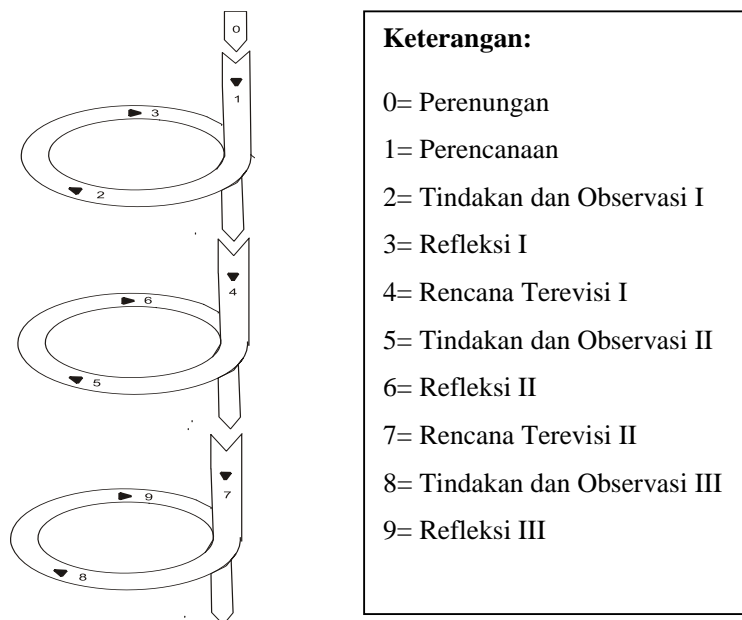 0
1
3
2
4
6
5
7
9
8
Keterangan:
0= Perenungan
1= Perencanaan
2= Tindakan dan Observasi I
3= Refleksi I
4= Rencana Terevisi I
5= Tindakan dan Observasi II
6= Refleksi II
7= Rencana Terevisi II
8= Tindakan dan Observasi III
9= Refleksi III